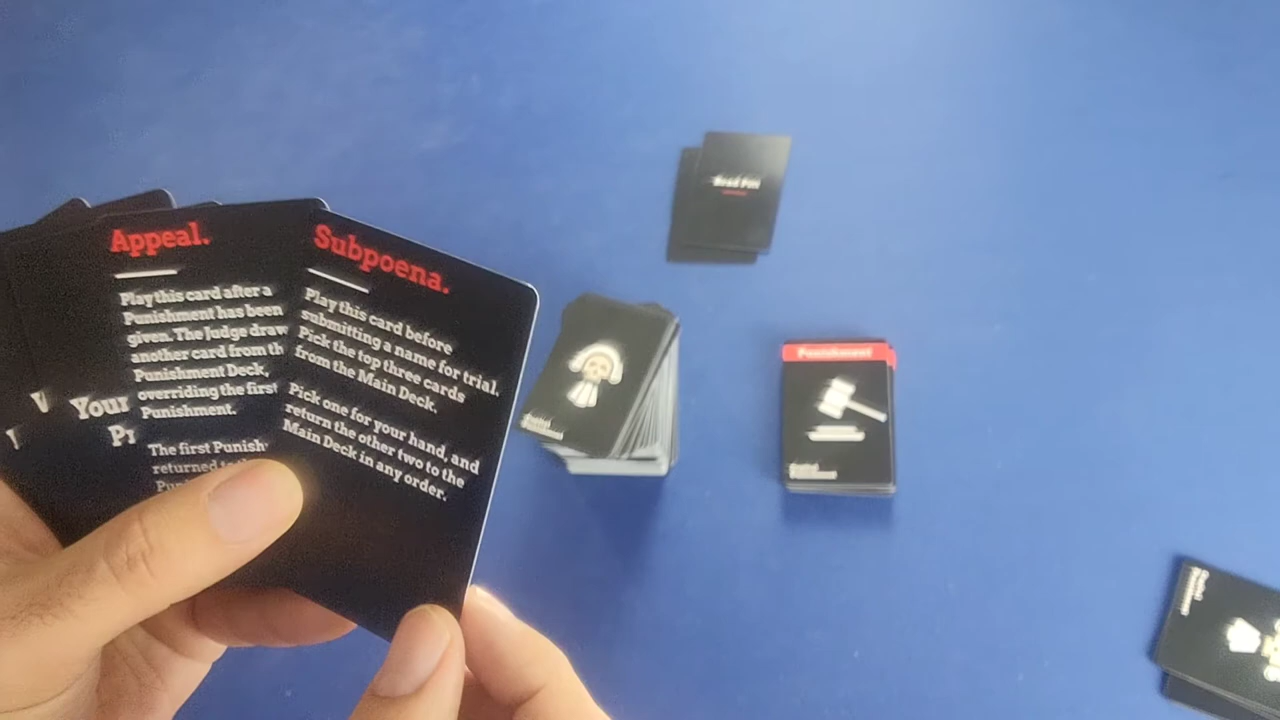 Appeal.
Play this card after a
Punishment has been
given. The Judge draw
another card from th
Punishment Deck,
overriding the first
Punishment.
The first Punish
returned
Your
Subpoena.
Play this card before
submitting a name for trial.
Pick the top three cards
from the Main Deck.
Pick one for your hand, and
return the other two to the
Main Deck in any order.
Punishment